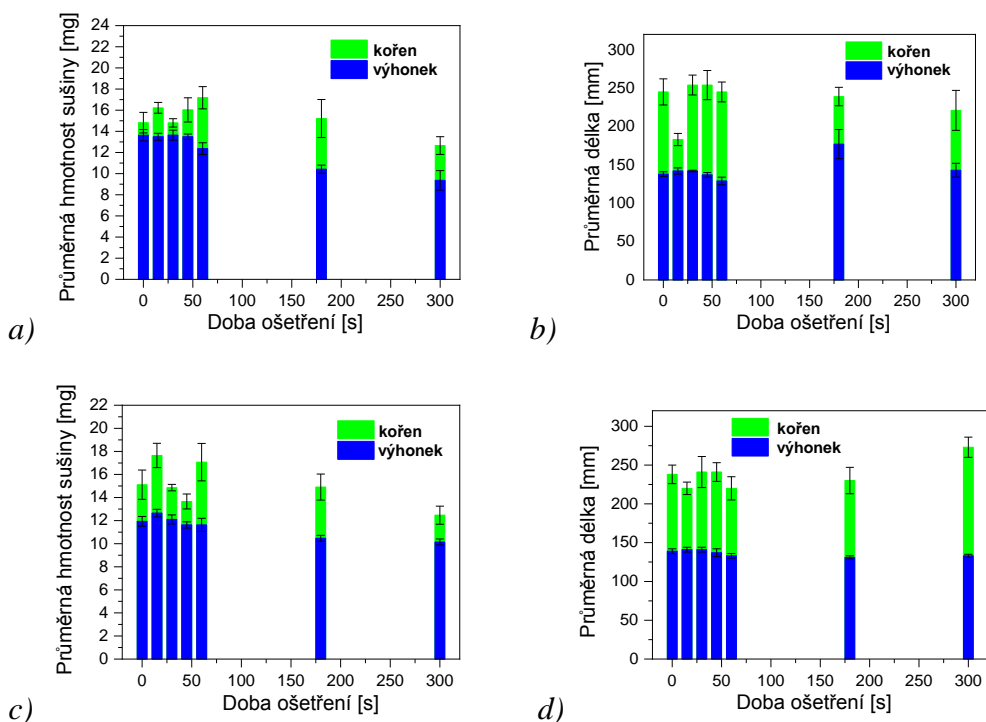 Průměrná hmotnost sušiny [mg]
24
22
20
18
16
14
12
10
8
6
4
2
0
kořen
výhonek
0 50 100 150 200 250 300
Doba ošetření [s]
a)
Průměrná délka [mm]
300
250
200
150
100
50
0
kořen
výhonek
0 50 100 150 200 250 300
Doba ošetření [s]
b)
Průměrná hmotnost sušiny [mg]
22
20
18
16
14
12
10
8
6
4
2
0
kořen
výhonek
0 50 100 150 200 250 300
Doba ošetření [s]
c)
Průměrná délka [mm]
300
250
200
150
100
50
0
kořen
výhonek
0 50 100 150 200 250 300
Doba ošetření [s]
d)